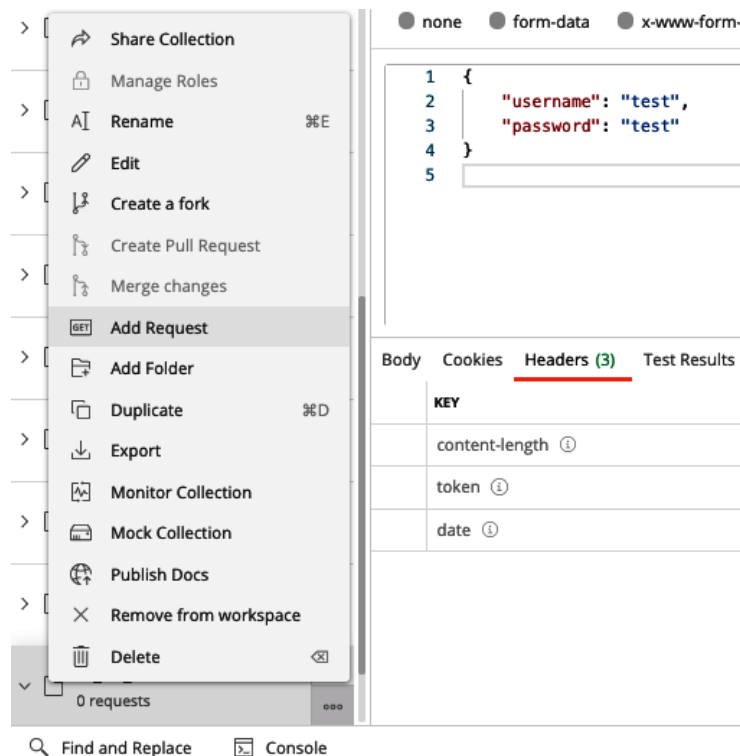 Share Collection
Manage Roles
Rename ⌘E
Edit
Create a fork
Create Pull Request
Merge changes
GET Add Request
Add Folder
Duplicate ⌘D
Export
Monitor Collection
Mock Collection
Publish Docs
Remove from workspace
Delete
0 requests
none form-data x-www-form-
1 {
2 "username": "test",
3 "password": "test"
4 }
5
Body Cookies Headers (3) Test Results
KEY
content-length
token
date
Find and Replace Console